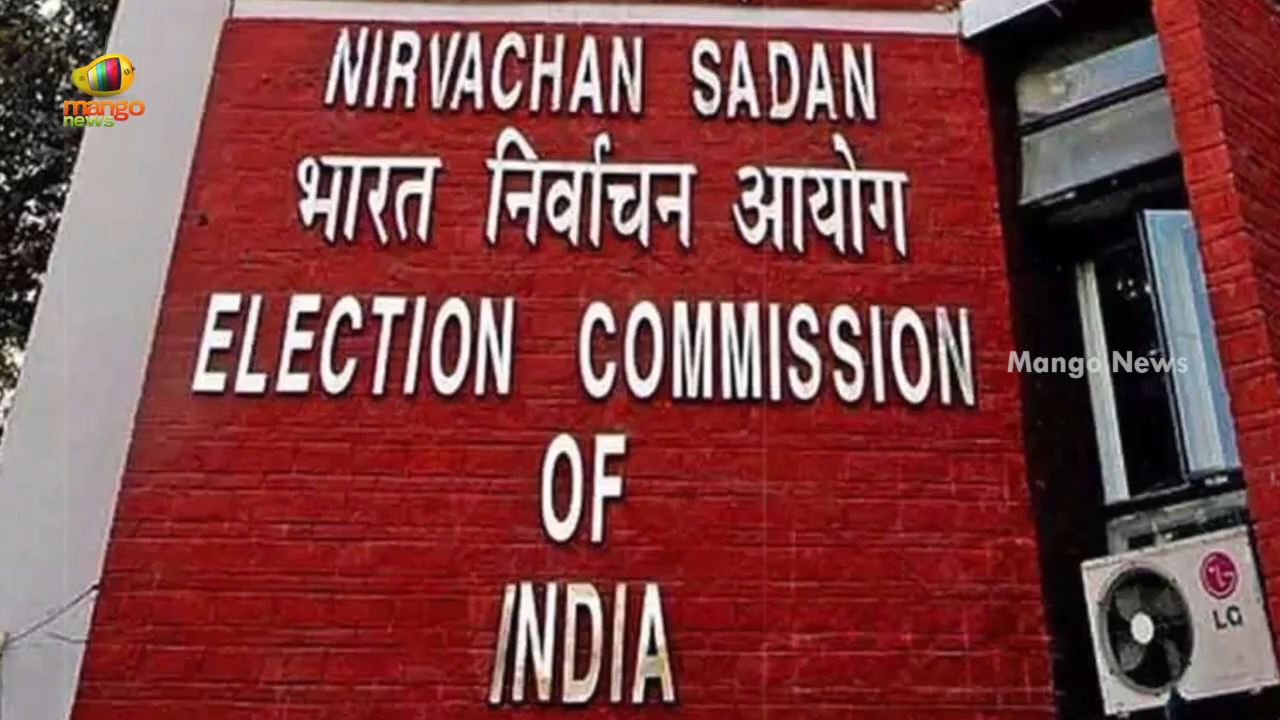 mango
news
NIRVACHAN SADAN
भारत निर्वाचन आयोग
ELECTION COMMISSION
Mango News
OF
INDIA
LG